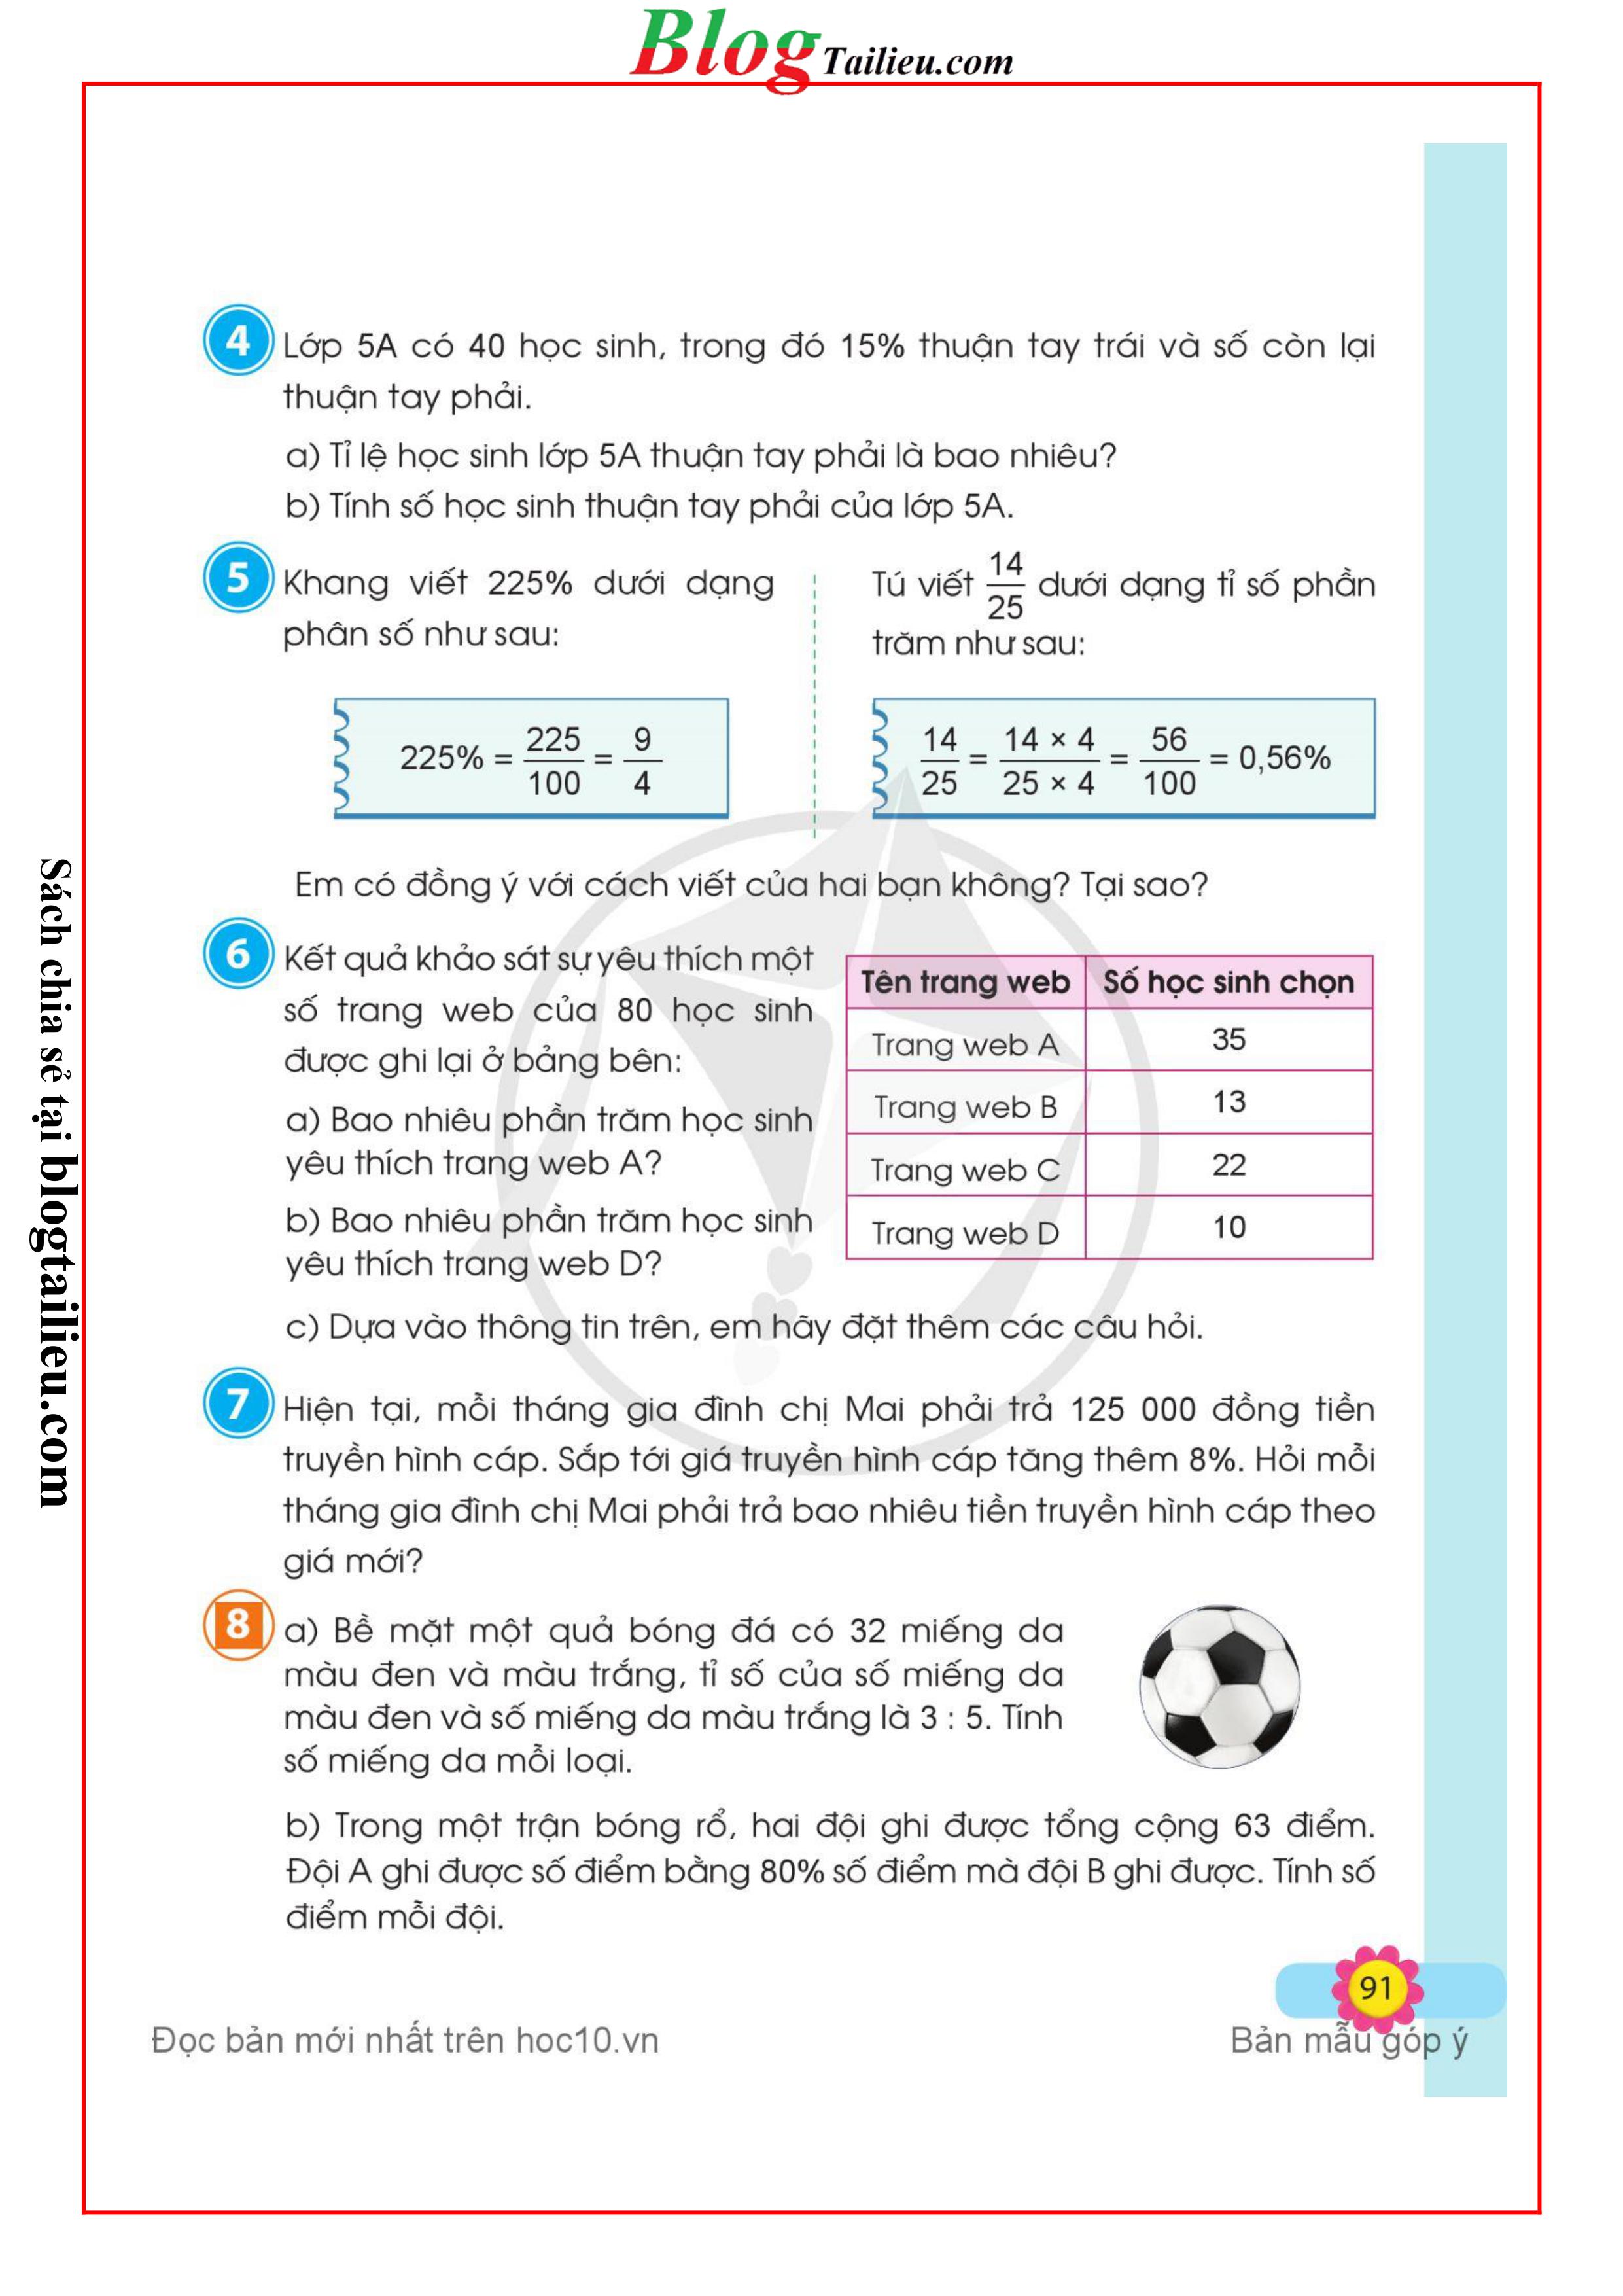 Blog Tailieu.com
4 Lớp 5A có 40 học sinh, trong đó 15% thuận tay trái và số còn lại
thuận tay phải.
a) Tỉ lệ học sinh lớp 5A thuận tay phải là bao nhiêu?
b) Tính số học sinh thuận tay phải của lớp 5A.
5 Khang viết 225% dưới dạng
phân số như sau:
225% = 225/100 = 9/4
Tú viết 14/25 dưới dạng tỉ số phần
trăm như sau:
14/25 = 14 × 4/25 × 4 = 56/100 = 0,56%
Em có đồng ý với cách viết của hai bạn không? Tại sao?
6 Kết quả khảo sát sự yêu thích một
số trang web của 80 học sinh
được ghi lại ở bảng bên:
a) Bao nhiêu phần trăm học sinh
yêu thích trang web A?
b) Bao nhiêu phần trăm học sinh
yêu thích trang web D?
Tên trang web Số học sinh chọn
Trang web A 35
Trang web B 13
Trang web C 22
Trang web D 10
c) Dựa vào thông tin trên, em hãy đặt thêm các câu hỏi.
7 Hiện tại, mỗi tháng gia đình chị Mai phải trả 125 000 đồng tiền
truyền hình cáp. Sắp tới giá truyền hình cáp tăng thêm 8%. Hỏi mỗi
tháng gia đình chị Mai phải trả bao nhiêu tiền truyền hình cáp theo
giá mới?
8 a) Bề mặt một quả bóng đá có 32 miếng da
màu đen và màu trắng, tỉ số của số miếng da
màu đen và số miếng da màu trắng là 3 : 5. Tính
số miếng da mỗi loại.
b) Trong một trận bóng rổ, hai đội ghi được tổng cộng 63 điểm.
Đội A ghi được số điểm bằng 80% số điểm mà đội B ghi được. Tính số
điểm mỗi đội.
91
Đọc bản mới nhất trên hoc10.vn
Bản mẫu góp ý
Sách chia sẻ tại blogtailieu.com